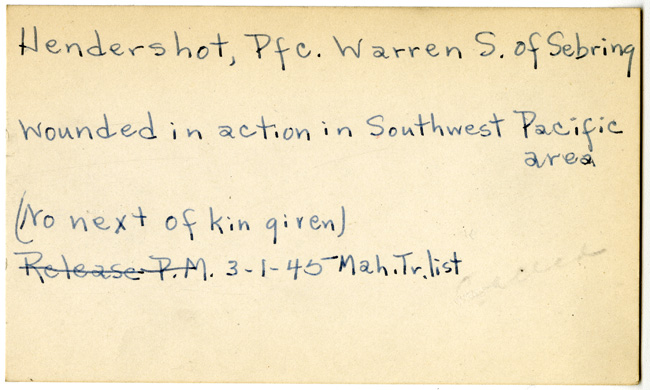 Hendershot, Pfc. Warren S. of Sebring
Wounded in action in Southwest Pacific
area
(No next of kin given)
Release P.M. 3-1-45 Mah.Tr.list